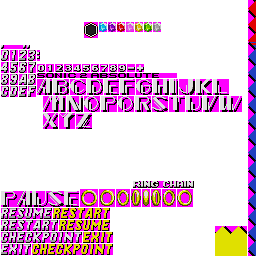 0123
4567
89AB
CDEF
0123456789-+
SONIC 2 ABSOLUTE
ABCDEFGHIJKL
MNOPQRSTUVW
XYZ
RING CHAIN
PAUSE
RESUME RESTART
RESTART RESUME
CHECKPOINT EXIT
EXIT CHECKPOINT